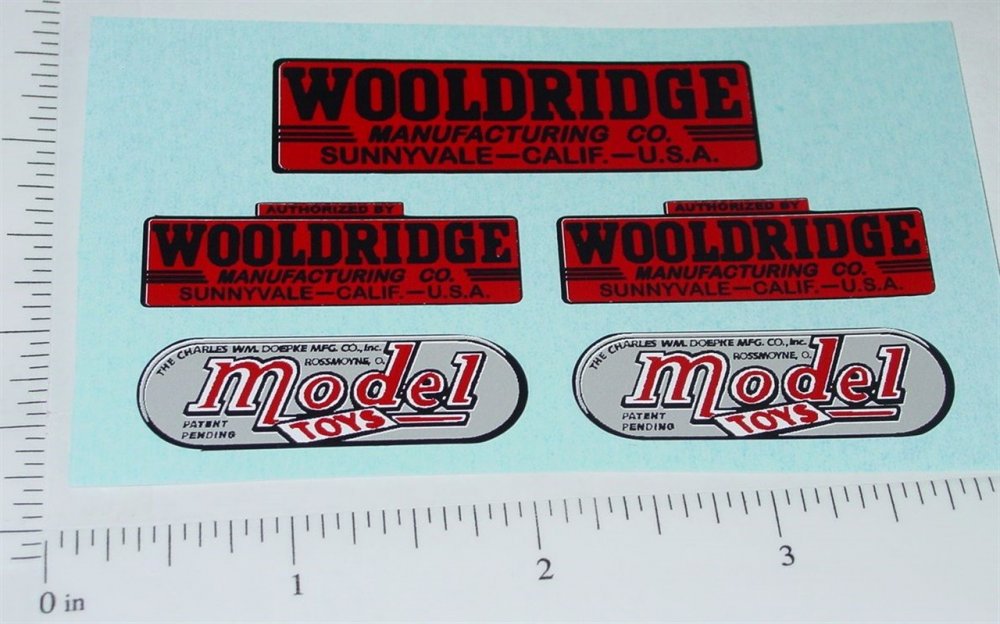 WOOLDRIDGE
MANUFACTURING CO.
SUNNYVALE—CALIF.—U.S.A.
AUTHORIZED BY
WOOLDRIDGE
MANUFACTURING CO.
SUNNYVALE—CALIF.—U.S.A.
AUTHORIZED BY
WOOLDRIDGE
MANUFACTURING CO.
SUNNYVALE—CALIF.—U.S.A.
THE CHARLES WM. DOEPKE MFG. CO., Inc.
ROSSMOYNE, O.
Model
TOYS
PATENT
PENDING
THE CHARLES WM. DOEPKE MFG. CO., Inc.
ROSSMOYNE, O.
Model
TOYS
PATENT
PENDING
0 in 1 2 3